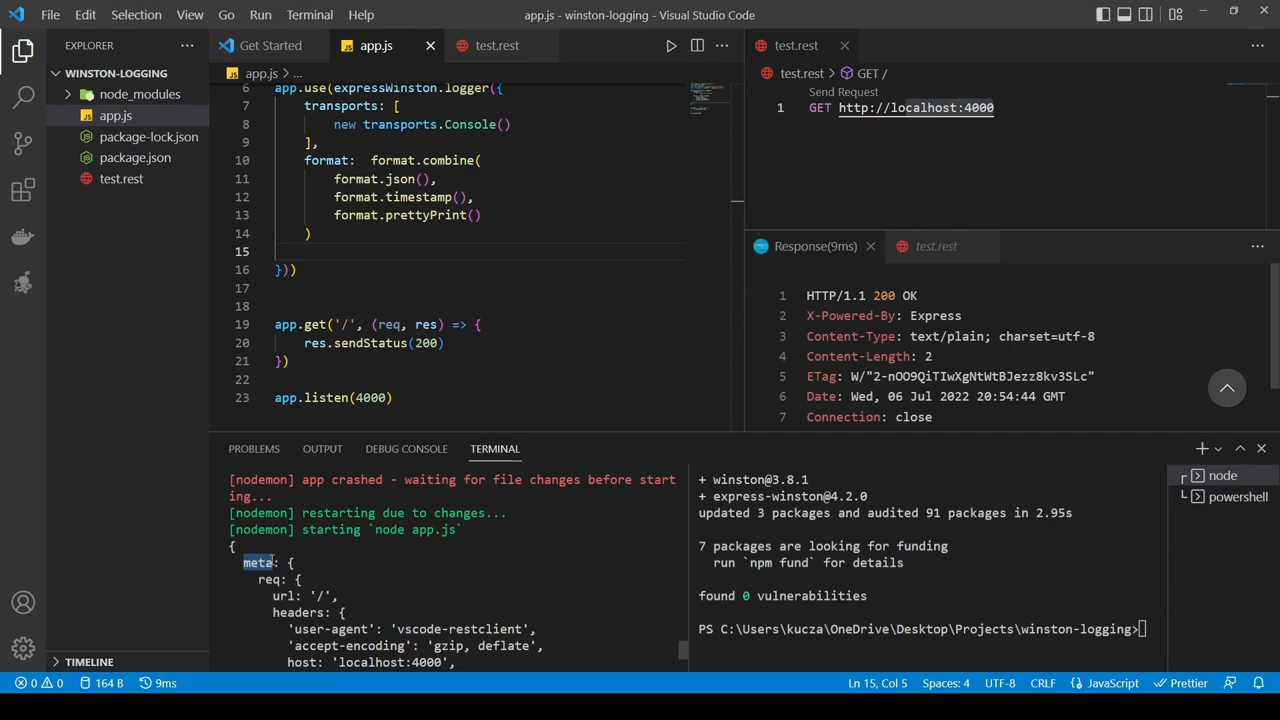 File Edit Selection View Go Run Terminal Help
app.js - winston-logging - Visual Studio Code
EXPLORER
WINSTON-LOGGING
node_modules
app.js
package-lock.json
package.json
test.rest
TIMELINE
Get Started
app.js
test.rest
app.js > ...
6 app.use(expressWinston.logger({
7 transports: [
8 new transports.Console()
9 ],
10 format: format.combine(
11 format.json(),
12 format.timestamp(),
13 format.prettyPrint()
14 )
15
16 }))
17
18
19 app.get('/', (req, res) => {
20 res.sendStatus(200)
21 })
22
23 app.listen(4000)
test.rest
test.rest > GET /
Send Request
1 GET http://localhost:4000
Response(9ms)
test.rest
1 HTTP/1.1 200 OK
2 X-Powered-By: Express
3 Content-Type: text/plain; charset=utf-8
4 Content-Length: 2
5 ETag: W/"2-nOO9QiTIwXgNtWtBJezz8kv3SLc"
6 Date: Wed, 06 Jul 2022 20:54:44 GMT
7 Connection: close
PROBLEMS OUTPUT DEBUG CONSOLE TERMINAL
[nodemon] app crashed - waiting for file changes before start
ing...
[nodemon] restarting due to changes...
[nodemon] starting `node app.js`
{
meta: {
req: {
url: '/',
headers: {
'user-agent': 'vscode-restclient',
'accept-encoding': 'gzip, deflate',
host: 'localhost:4000',
+ winston@3.8.1
+ express-winston@4.2.0
updated 3 packages and audited 91 packages in 2.95s
7 packages are looking for funding
run `npm fund` for details
found 0 vulnerabilities
PS C:\Users\kucza\OneDrive\Desktop\Projects\winston-logging>
node
powershell
0 0 164 B 9ms
Ln 15, Col 5 Spaces: 4 UTF-8 CRLF JavaScript Prettier